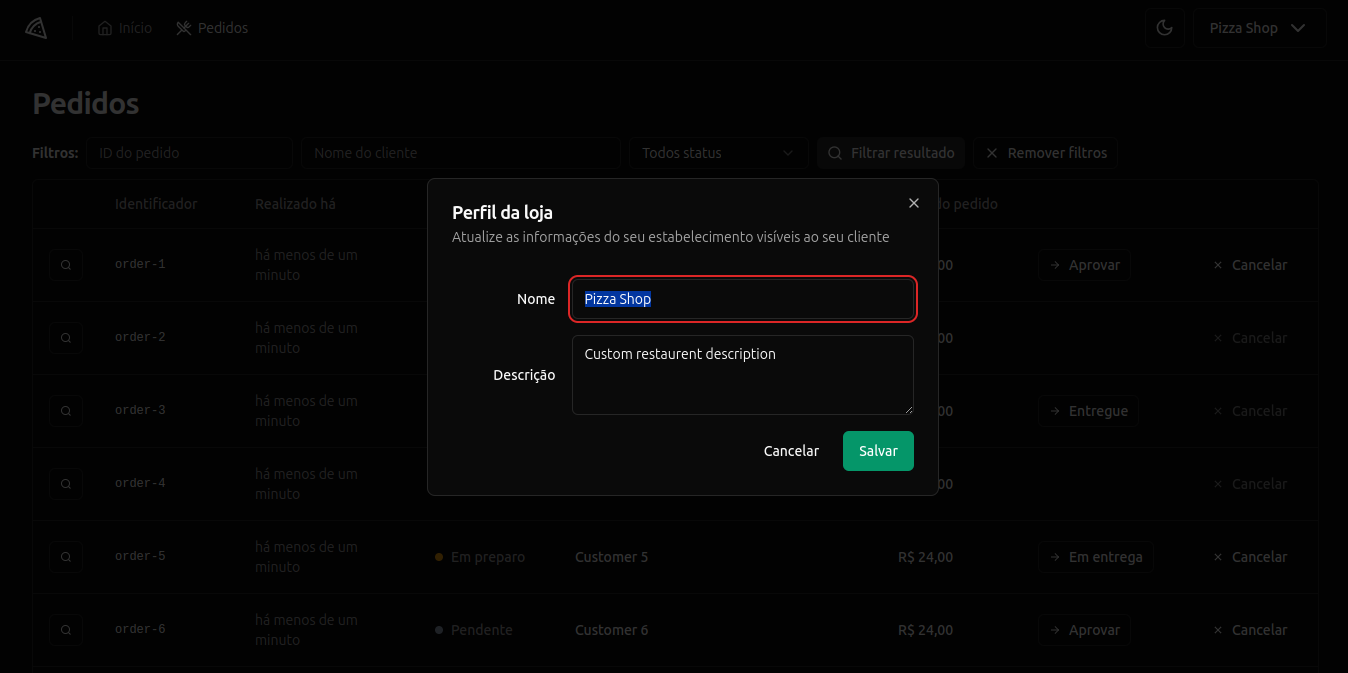 Início Pedidos Pizza Shop
Pedidos
Filtros: ID do pedido Nome do cliente Todos status Filtrar resultado Remover filtros
Identificador Realizado há do pedido
Perfil da loja
Atualize as informações do seu estabelecimento visíveis ao seu cliente
order-1 há menos de um minuto 00 Aprovar Cancelar
Nome Pizza Shop
order-2 há menos de um minuto 00 Cancelar
Descrição Custom restaurent description
order-3 há menos de um minuto 00 Entregue Cancelar
Cancelar Salvar
order-4 há menos de um minuto 00 Cancelar
order-5 há menos de um minuto Em preparo Customer 5 R$ 24,00 Em entrega Cancelar
order-6 há menos de um minuto Pendente Customer 6 R$ 24,00 Aprovar Cancelar